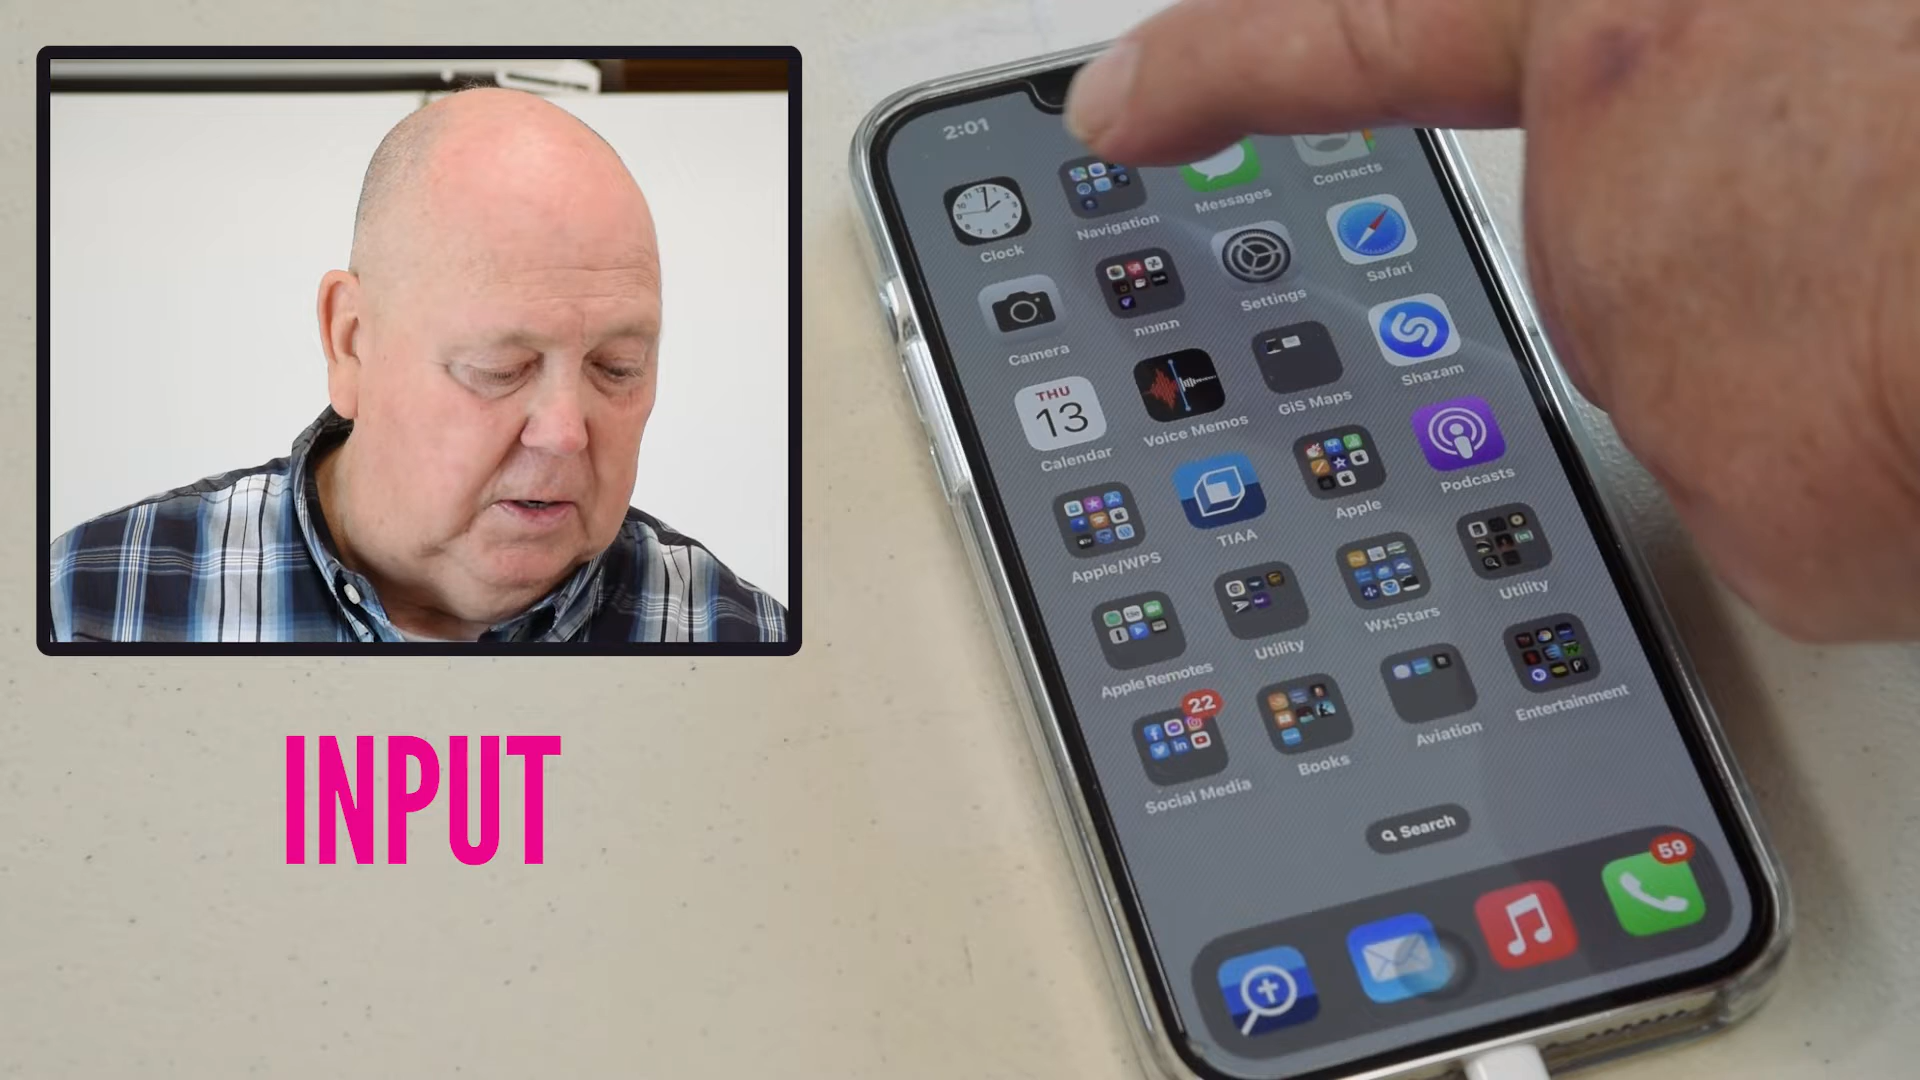 INPUT
2:01
Clock
Navigation
Messages
Contacts
Camera
תמונות
Settings
Safari
THU
13
Calendar
Voice Memos
GIS Maps
Shazam
Apple/WPS
TIAA
Apple
Podcasts
Apple Remotes
Utility
Wx;Stars
Utility
22
Social Media
Books
Aviation
Entertainment
Search
59